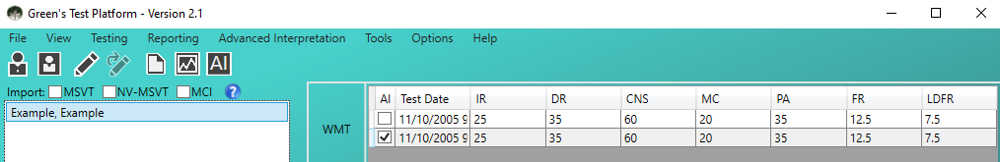 Green's Test Platform - Version 2.1
File View Testing Reporting Advanced Interpretation Tools Options Help
AI
Import: MSVT NV-MSVT MCI ?
Example, Example
WMT
AI Test Date IR DR CNS MC PA FR LDFR
11/10/2005 9 25 35 60 20 35 12.5 7.5
11/10/2005 9 25 35 60 20 35 12.5 7.5